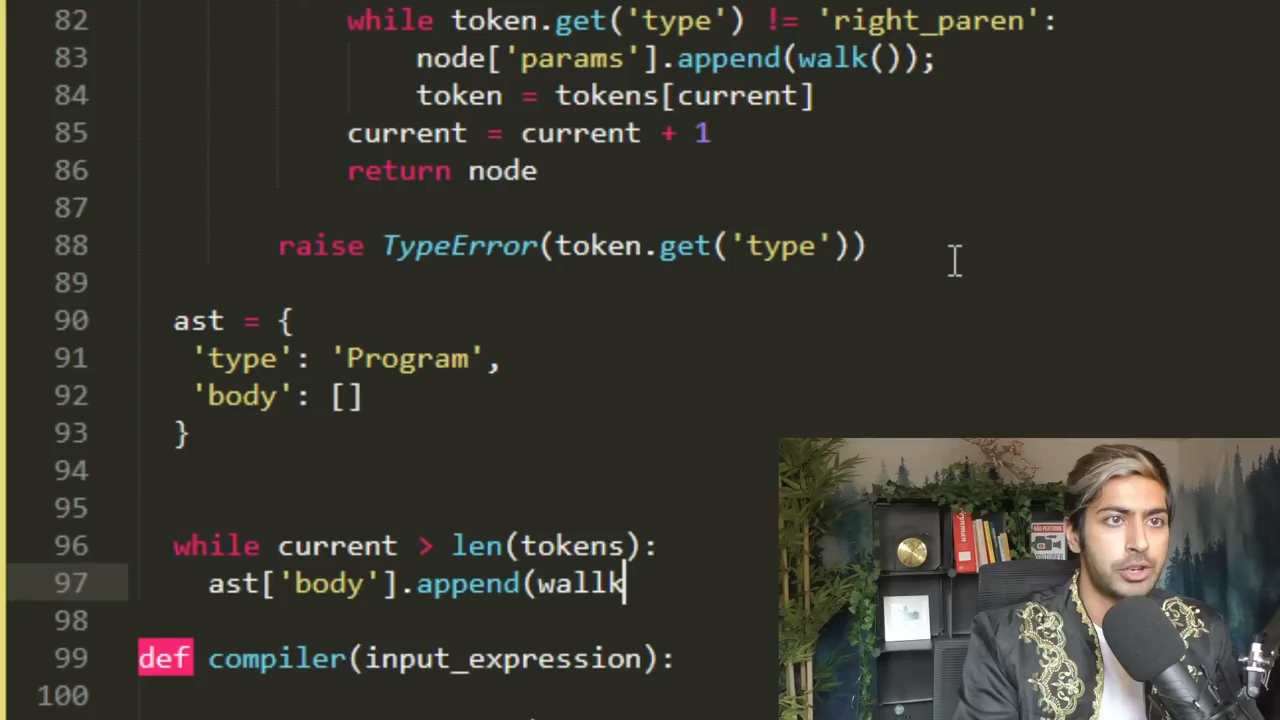 82 while token.get('type') != 'right_paren':
83 node['params'].append(walk());
84 token = tokens[current]
85 current = current + 1
86 return node
87
88 raise TypeError(token.get('type'))
89
90 ast = {
91 'type': 'Program',
92 'body': []
93 }
94
95
96 while current > len(tokens):
97 ast['body'].append(wallk
98
99 def compiler(input_expression):
100